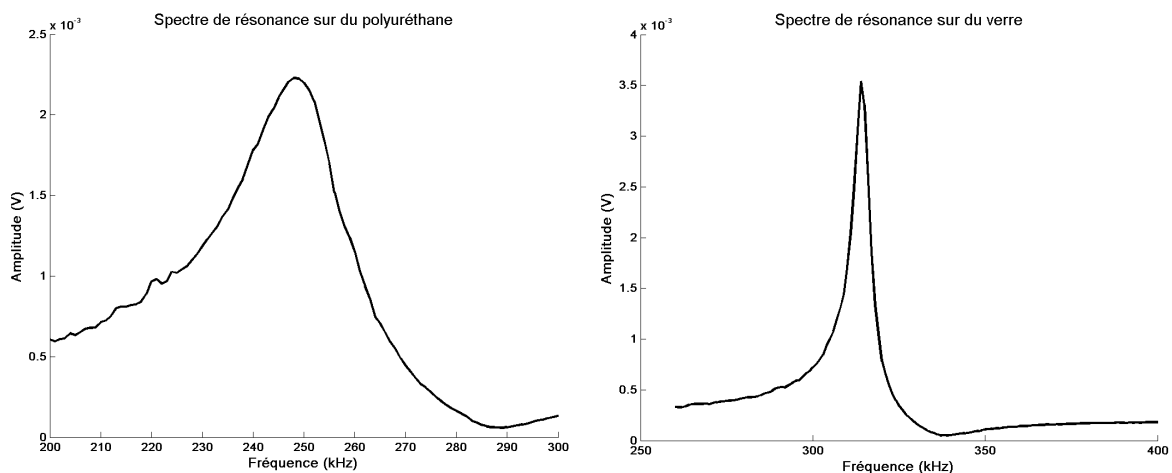 Spectre de résonance sur du polyuréthane
x 10⁻³
2.5
2
1.5
1
0.5
0
Amplitude (V)
200 210 220 230 240 250 260 270 280 290 300
Fréquence (kHz)
Spectre de résonance sur du verre
x 10⁻³
4
3.5
3
2.5
2
1.5
1
0.5
0
Amplitude (V)
250 300 350 400
Fréquence (kHz)